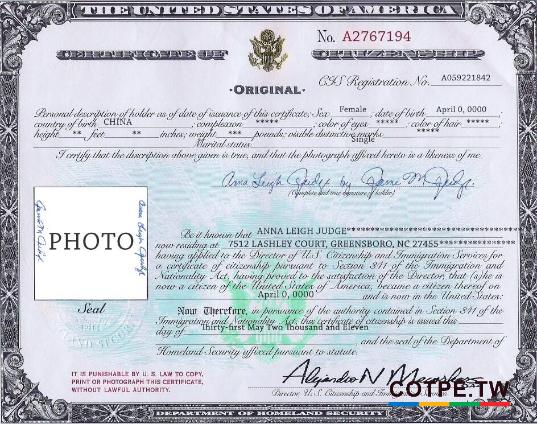 THE UNITED STATES OF AMERICA
No. A2767194
CERTIFICATE OF CITIZENSHIP
CIS Registration No. A059221842
·ORIGINAL·
Personal description of holder as of date of issuance of this certificate; Sex Female ; date of birth April 0, 0000
country of birth CHINA , complexion ***** ; color of eyes ***** ; color of hair ***** ;
height ** feet ** inches; weight *** pounds; visible distinctive marks *****
Marital status Single
I certify that the description above given is true, and that the photograph affixed hereto is a likeness of me.
Anna Leigh Judge by
(Complete and true signature of holder)
Be it known that ANNA LEIGH JUDGE
now residing at 7512 LASHLEY COURT, GREENSBORO, NC 27455
having applied to the Director of U.S. Citizenship and Immigration Services for
a certificate of citizenship pursuant to Section 341 of the Immigration and
Nationality Act, having proved to the satisfaction of the Director that (s)he is
now a citizen of the United States of America, became a citizen thereof on
April 0, 0000 and is now in the United States:
PHOTO
Seal
Now Therefore, in pursuance of the authority contained in Section 341 of the
Immigration and Nationality Act, this certificate of citizenship is issued this
day of Thirty-first May Two Thousand and Eleven
and the seal of the Department of
Homeland Security affixed pursuant to statute.
IT IS PUNISHABLE BY U. S. LAW TO COPY,
PRINT OR PHOTOGRAPH THIS CERTIFICATE,
WITHOUT LAWFUL AUTHORITY.
COTPE.TW
Director, U.S. Citizenship and
DEPARTMENT OF HOMELAND SECURITY